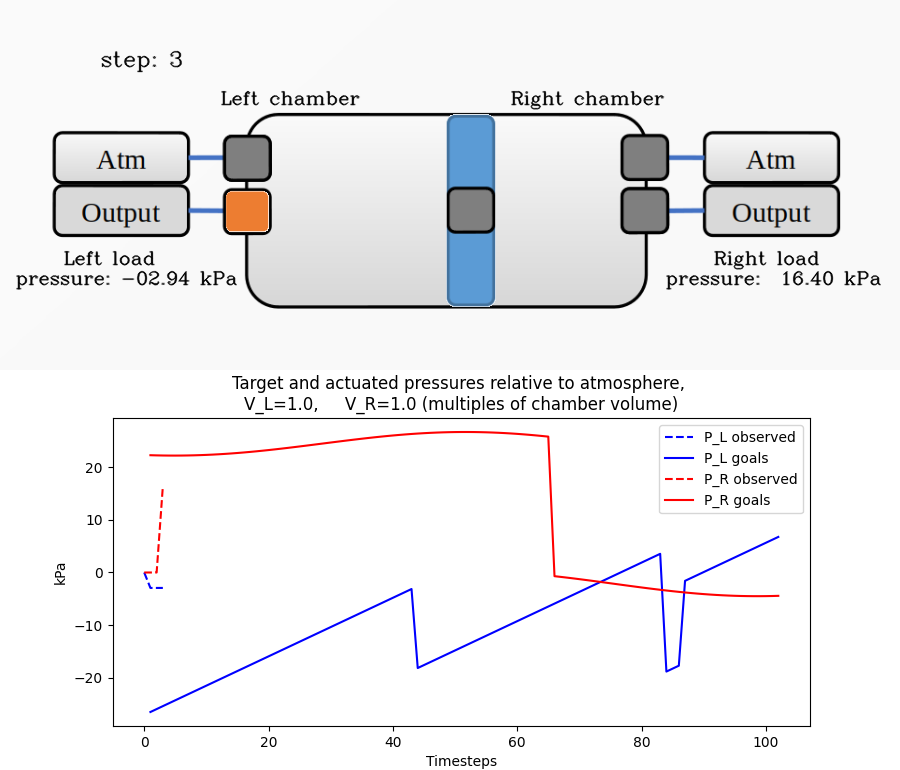 step: 3
Left chamber
Right chamber
Atm
Output
Atm
Output
Left load
pressure: -02.94 kPa
Right load
pressure:  16.40 kPa
Target and actuated pressures relative to atmosphere,
V_L=1.0,     V_R=1.0 (multiples of chamber volume)
kPa
20
10
0
−10
−20
P_L observed
P_L goals
P_R observed
P_R goals
0 20 40 60 80 100
Timesteps